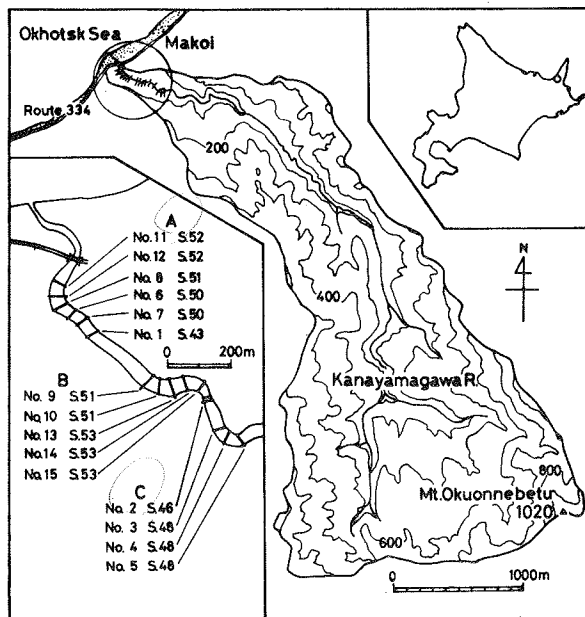 Okhotsk Sea
Makoi
Route 334
200
400
N
Kanayamagawa R.
800
Mt. Okuonnebetu
1020
600
0 1000m
A
No. 11 S.52
No. 12 S.52
No. 8 S.51
No. 6 S.50
No. 7 S.50
No. 1 S.43
0 200m
B
No. 9 S.51
No. 10 S.51
No. 13 S.53
No. 14 S.53
No. 15 S.53
C
No. 2 S.46
No. 3 S.48
No. 4 S.48
No. 5 S.48